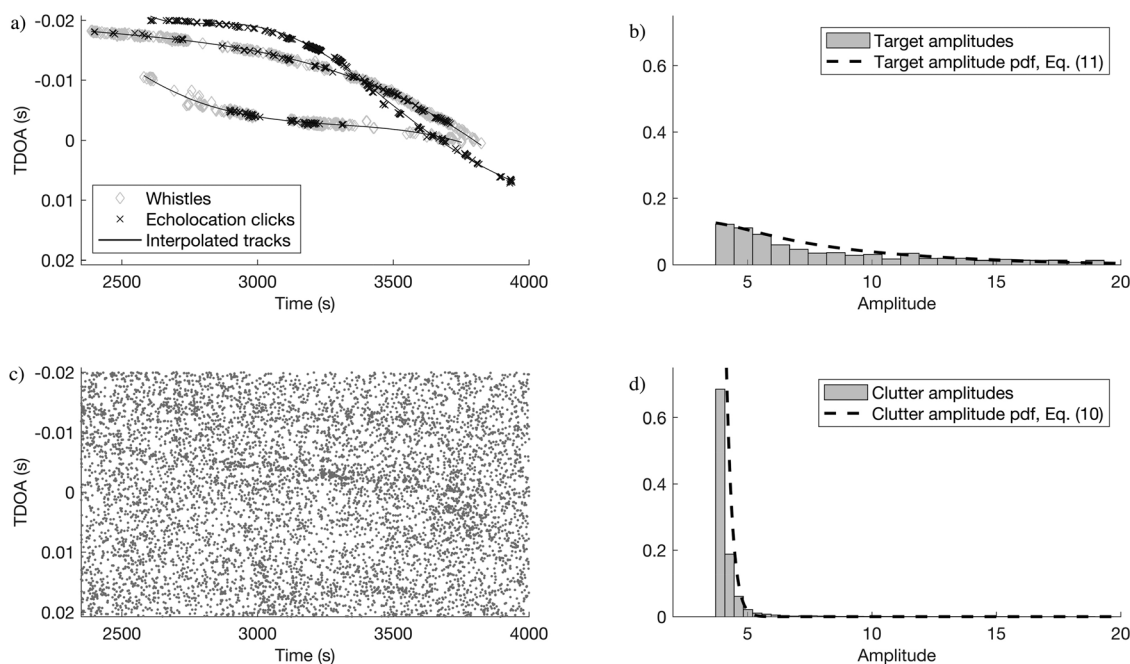 a)
-0.02
-0.01
0
0.01
0.02
TDOA (s)
Whistles
Echolocation clicks
Interpolated tracks
2500 3000 3500 4000
Time (s)
b)
0.6
0.4
0.2
0
Target amplitudes
Target amplitude pdf, Eq. (11)
5 10 15 20
Amplitude
c)
-0.02
-0.01
0
0.01
0.02
TDOA (s)
2500 3000 3500 4000
Time (s)
d)
0.6
0.4
0.2
0
Clutter amplitudes
Clutter amplitude pdf, Eq. (10)
5 10 15 20
Amplitude